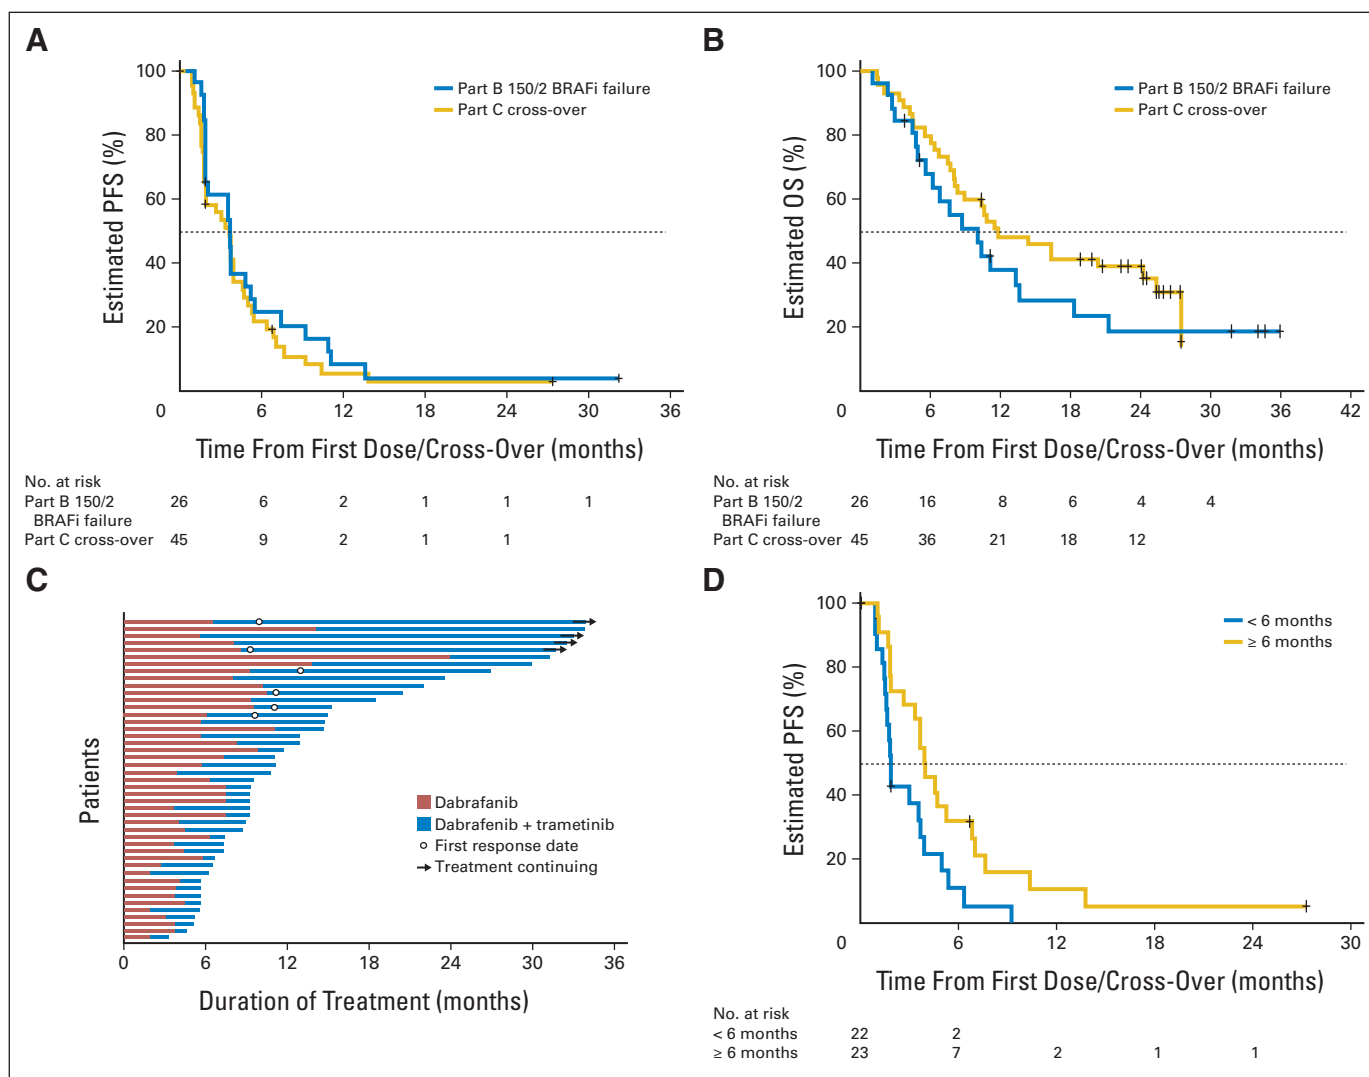 A
Estimated PFS (%)
100
80
60
40
20
0
6
12
18
24
30
36
Part B 150/2 BRAFi failure
Part C cross-over
Time From First Dose/Cross-Over (months)
No. at risk
Part B 150/2 26 6 2 1 1 1
BRAFi failure
Part C cross-over 45 9 2 1 1
B
Estimated OS (%)
100
80
60
40
20
0
6
12
18
24
30
36
42
Part B 150/2 BRAFi failure
Part C cross-over
Time From First Dose/Cross-Over (months)
No. at risk
Part B 150/2 26 16 8 6 4 4
BRAFi failure
Part C cross-over 45 36 21 18 12
C
Patients
Dabrafanib
Dabrafenib + trametinib
First response date
Treatment continuing
0
6
12
18
24
30
36
Duration of Treatment (months)
D
Estimated PFS (%)
100
80
60
40
20
0
6
12
18
24
30
< 6 months
≥ 6 months
Time From First Dose/Cross-Over (months)
No. at risk
< 6 months 22 2
≥ 6 months 23 7 2 1 1